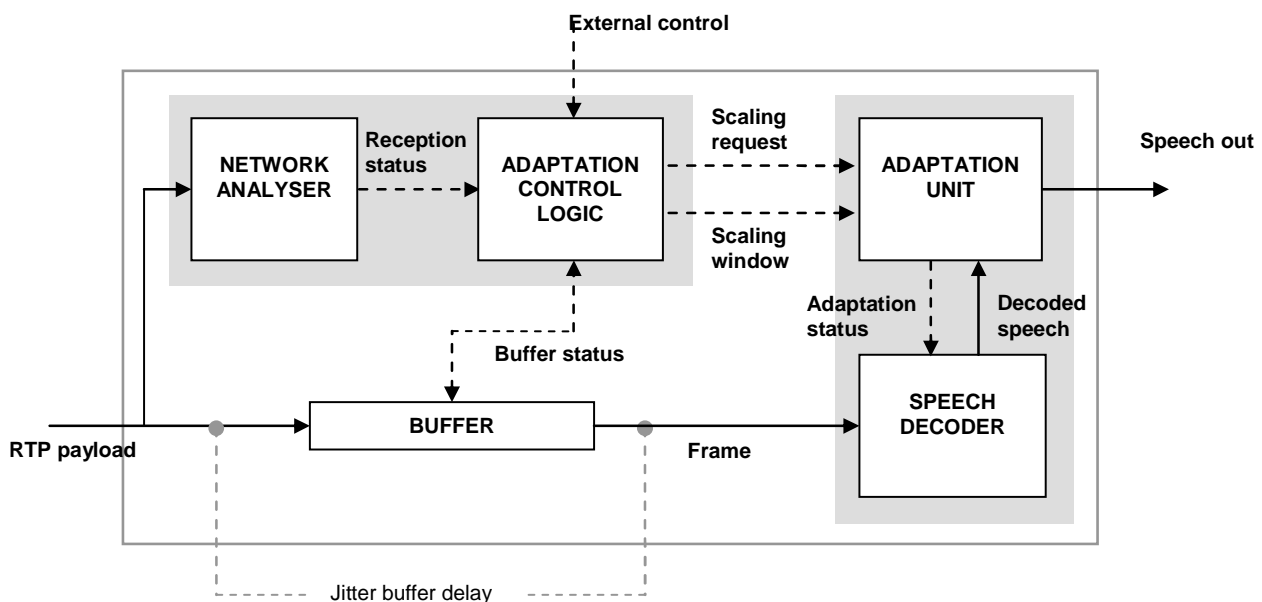 External control
NETWORK
ANALYSER
Reception
status
ADAPTATION
CONTROL
LOGIC
Scaling
request
Scaling
window
ADAPTATION
UNIT
Speech out
Adaptation
status
Decoded
speech
Buffer status
BUFFER
SPEECH
DECODER
RTP payload
Frame
Jitter buffer delay